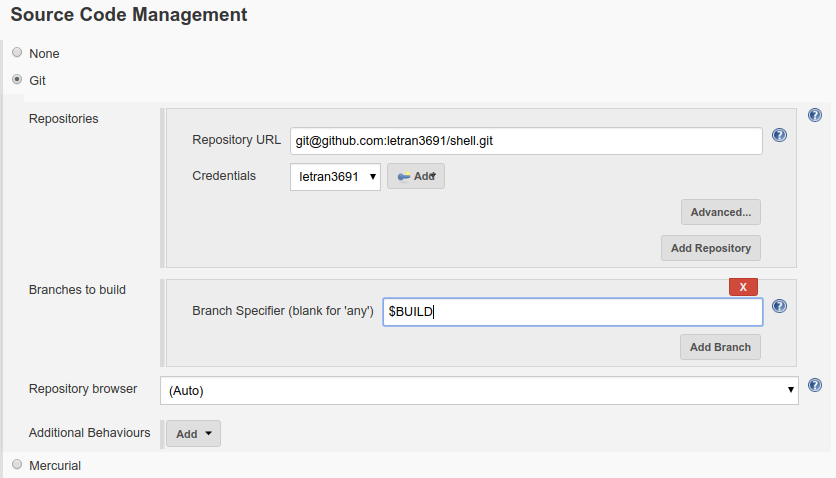 Source Code Management
None
Git
Repositories
Repository URL git@github.com:letran3691/shell.git
Credentials letran3691 Add
Advanced...
Add Repository
Branches to build
X
Branch Specifier (blank for 'any') $BUILD
Add Branch
Repository browser (Auto)
Additional Behaviours Add
Mercurial